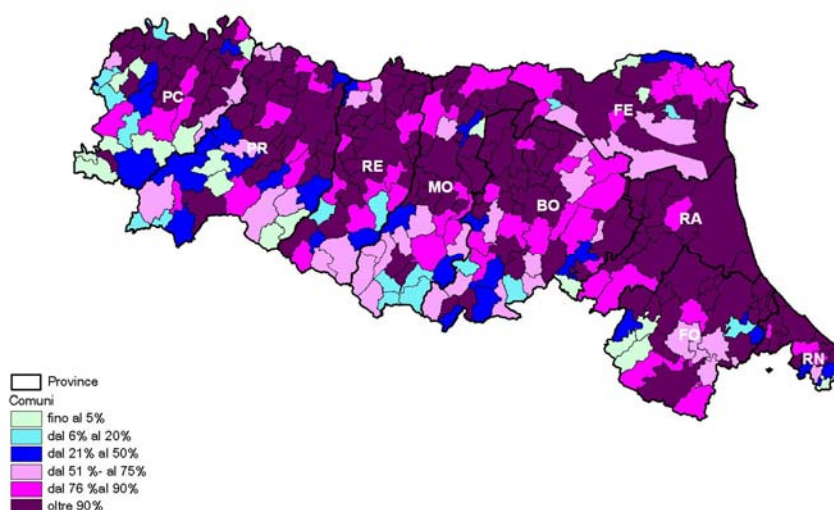 PC
FE
PR
RE
MO
BO
RA
FO
RN
Province
Comuni
fino al 5%
dal 6% al 20%
dal 21% al 50%
dal 51 %- al 75%
dal 76 %al 90%
oltre 90%